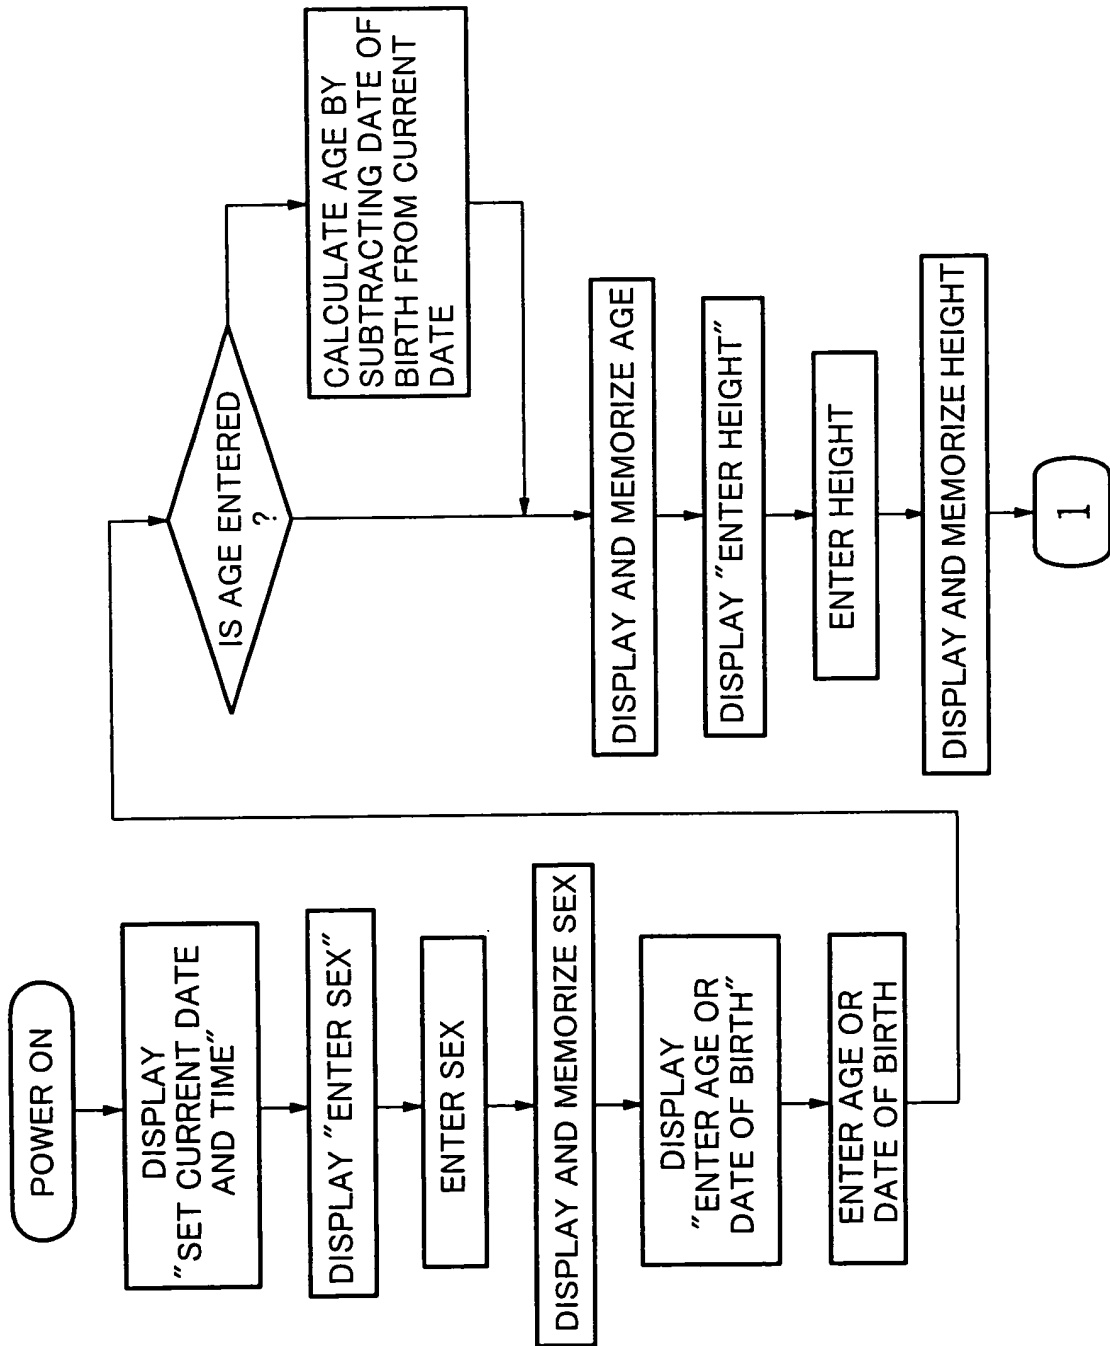 POWER ON
DISPLAY
"SET CURRENT DATE
AND TIME"
DISPLAY "ENTER SEX"
ENTER SEX
DISPLAY AND MEMORIZE SEX
DISPLAY
"ENTER AGE OR
DATE OF BIRTH"
ENTER AGE OR
DATE OF BIRTH
IS AGE ENTERED
?
CALCULATE AGE BY
SUBTRACTING DATE OF
BIRTH FROM CURRENT
DATE
DISPLAY AND MEMORIZE AGE
DISPLAY "ENTER HEIGHT"
ENTER HEIGHT
DISPLAY AND MEMORIZE HEIGHT
1